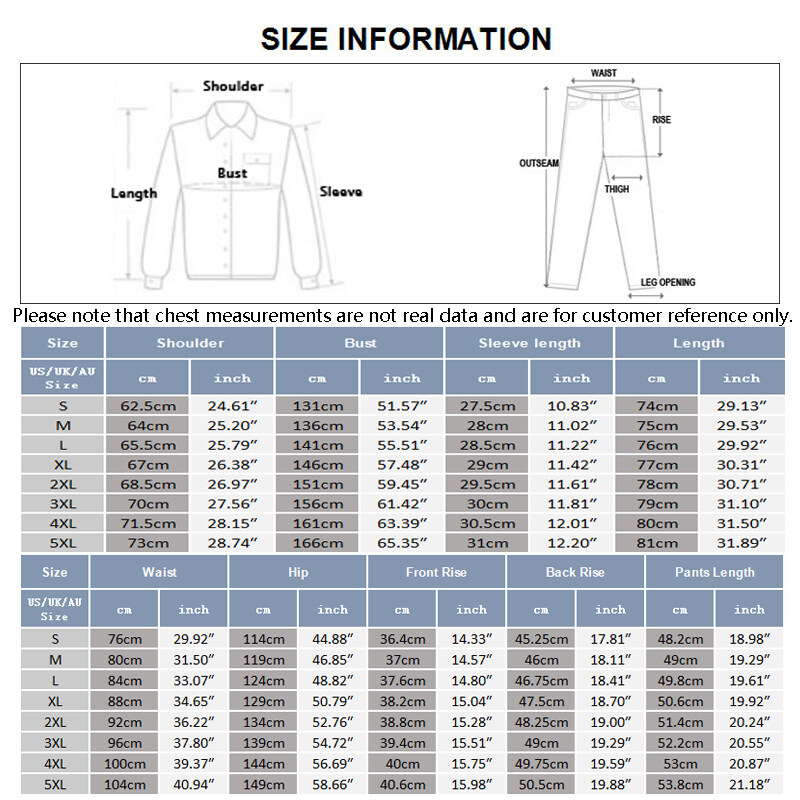 SIZE INFORMATION
Shoulder
Bust
Length
Sleeve
WAIST
RISE
OUTSEAM
THIGH
LEG OPENING
Please note that chest measurements are not real data and are for customer reference only.
Size Shoulder Bust Sleeve length Length
US/UK/AU Size cm inch cm inch cm inch cm inch
S 62.5cm 24.61″ 131cm 51.57″ 27.5cm 10.83″ 74cm 29.13″
M 64cm 25.20″ 136cm 53.54″ 28cm 11.02″ 75cm 29.53″
L 65.5cm 25.79″ 141cm 55.51″ 28.5cm 11.22″ 76cm 29.92″
XL 67cm 26.38″ 146cm 57.48″ 29cm 11.42″ 77cm 30.31″
2XL 68.5cm 26.97″ 151cm 59.45″ 29.5cm 11.61″ 78cm 30.71″
3XL 70cm 27.56″ 156cm 61.42″ 30cm 11.81″ 79cm 31.10″
4XL 71.5cm 28.15″ 161cm 63.39″ 30.5cm 12.01″ 80cm 31.50″
5XL 73cm 28.74″ 166cm 65.35″ 31cm 12.20″ 81cm 31.89″
Size Waist Hip Front Rise Back Rise Pants Length
US/UK/AU Size cm inch cm inch cm inch cm inch cm inch
S 76cm 29.92″ 114cm 44.88″ 36.4cm 14.33″ 45.25cm 17.81″ 48.2cm 18.98″
M 80cm 31.50″ 119cm 46.85″ 37cm 14.57″ 46cm 18.11″ 49cm 19.29″
L 84cm 33.07″ 124cm 48.82″ 37.6cm 14.80″ 46.75cm 18.41″ 49.8cm 19.61″
XL 88cm 34.65″ 129cm 50.79″ 38.2cm 15.04″ 47.5cm 18.70″ 50.6cm 19.92″
2XL 92cm 36.22″ 134cm 52.76″ 38.8cm 15.28″ 48.25cm 19.00″ 51.4cm 20.24″
3XL 96cm 37.80″ 139cm 54.72″ 39.4cm 15.51″ 49cm 19.29″ 52.2cm 20.55″
4XL 100cm 39.37″ 144cm 56.69″ 40cm 15.75″ 49.75cm 19.59″ 53cm 20.87″
5XL 104cm 40.94″ 149cm 58.66″ 40.6cm 15.98″ 50.5cm 19.88″ 53.8cm 21.18″